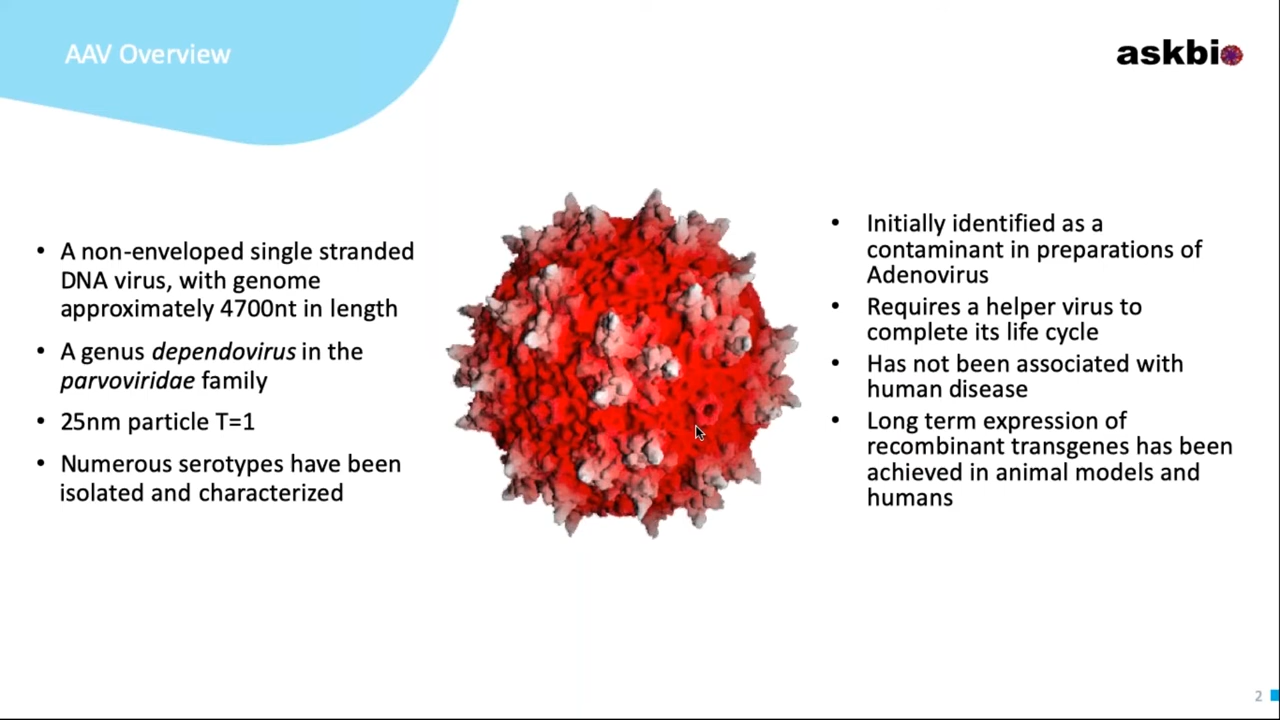 AAV Overview
askbio
• A non-enveloped single stranded
DNA virus, with genome
approximately 4700nt in length
• A genus dependovirus in the
parvoviridae family
• 25nm particle T=1
• Numerous serotypes have been
isolated and characterized
• Initially identified as a
contaminant in preparations of
Adenovirus
• Requires a helper virus to
complete its life cycle
• Has not been associated with
human disease
• Long term expression of
recombinant transgenes has been
achieved in animal models and
humans
2